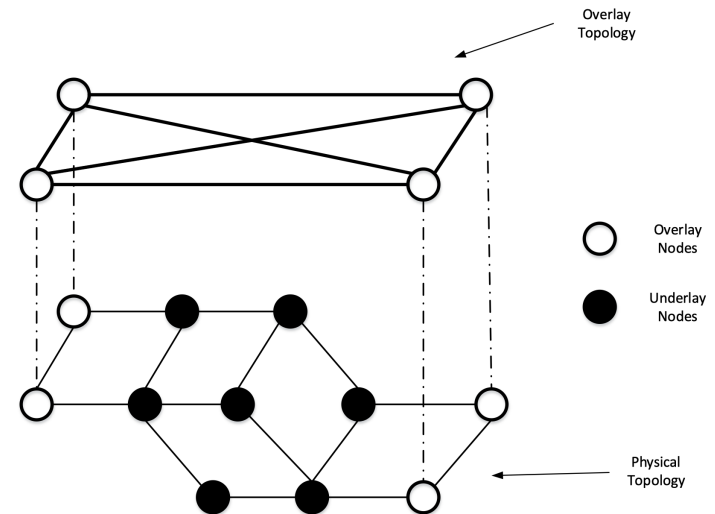 Overlay
Topology
Overlay
Nodes
Underlay
Nodes
Physical
Topology